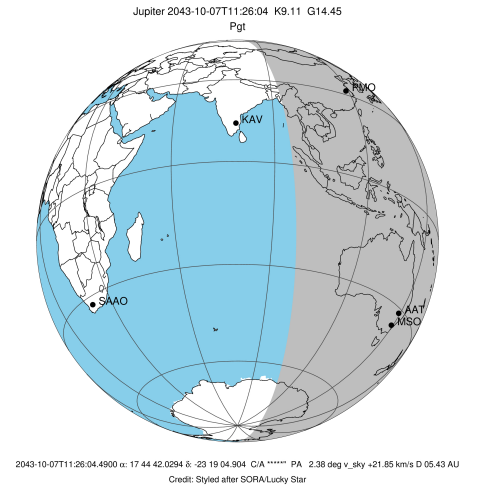 Jupiter 2043-10-07T11:26:04 K9.11 G14.45
Pgt
PMO
KAV
SAAO
AAT
MSO
2043-10-07T11:26:04.4900 α: 17 44 42.0294 δ: -23 19 04.904 C/A *****" PA 2.38 deg v_sky +21.85 km/s D 05.43 AU
Credit: Styled after SORA/Lucky Star